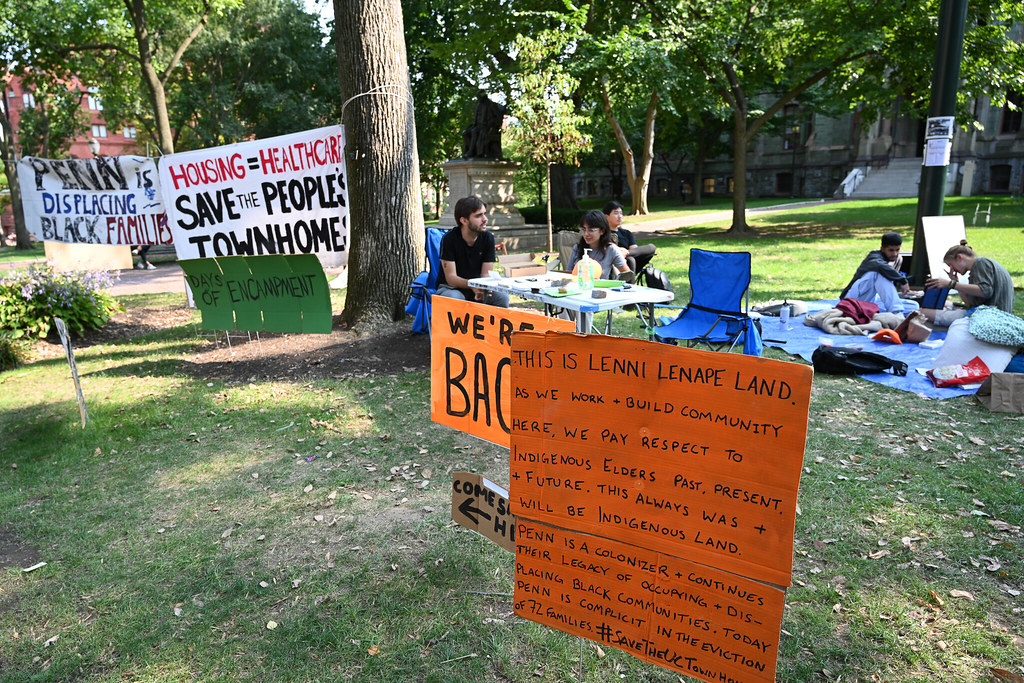 PENN IS
DISPLACING
BLACK FAMILIES
HOUSING = HEALTHCARE
SAVE THE PEOPLE'S
TOWNHOMES
DAYS
OF ENCAMPMENT
WE'RE
BAC
COME S
THIS IS LENNI LENAPE LAND.
AS WE WORK + BUILD COMMUNITY
HERE, WE PAY RESPECT TO
INDIGENOUS ELDERS PAST, PRESENT,
+ FUTURE. THIS ALWAYS WAS +
WILL BE INDIGENOUS LAND.
PENN IS A COLONIZER + CONTINUES
THEIR LEGACY OF OCCUPYING + DIS-
PLACING BLACK COMMUNITIES. TODAY
PENN IS COMPLICIT IN THE EVICTION
OF 72 FAMILIES. #SAVETHEUCTOWNHO